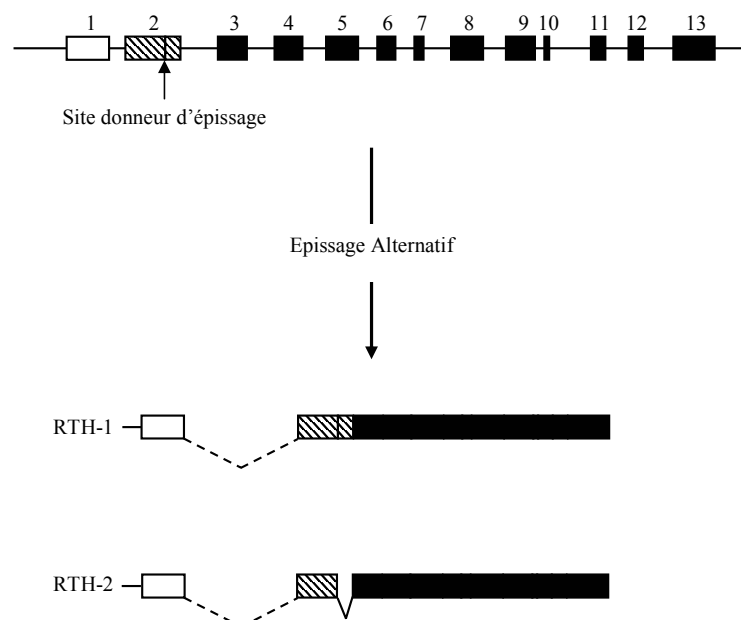 1 2 3 4 5 6 7 8 9 10 11 12 13
Site donneur d'épissage
Epissage Alternatif
RTH-1
RTH-2